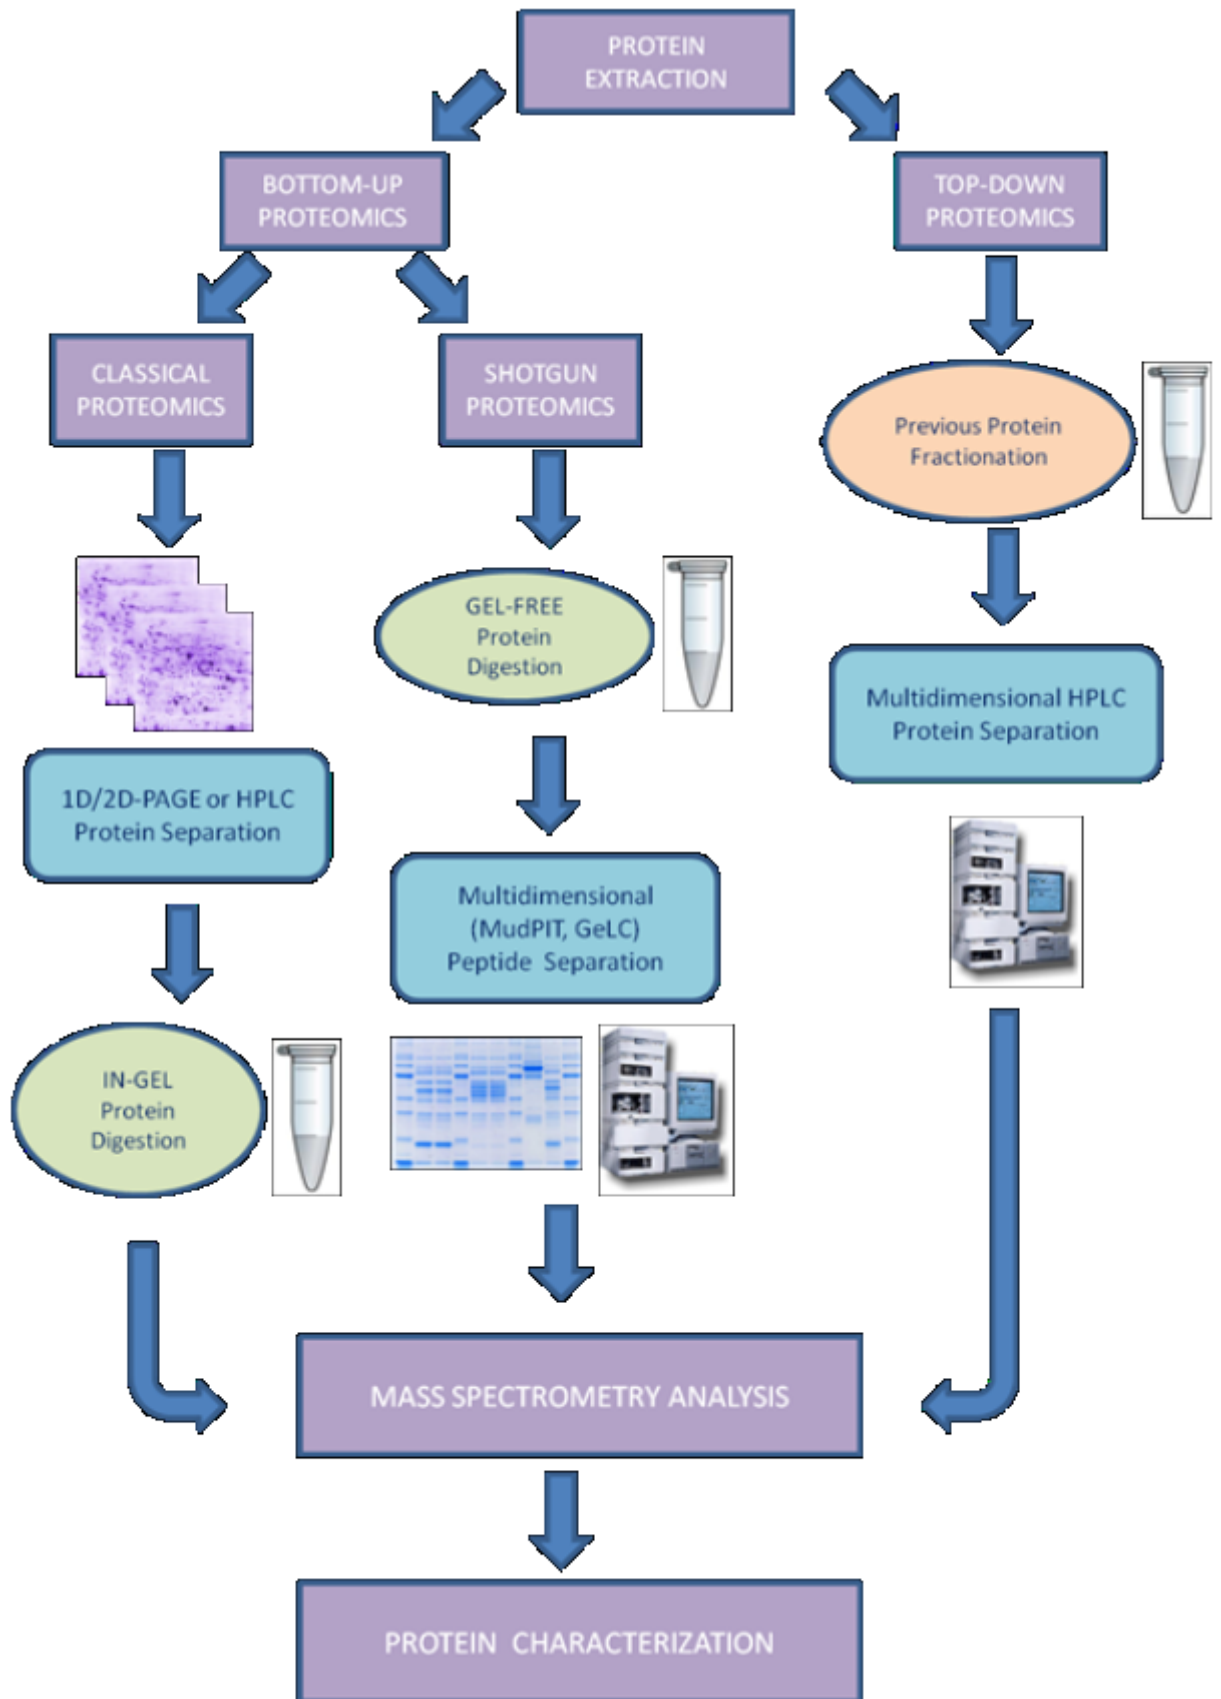 PROTEIN
EXTRACTION
BOTTOM-UP
PROTEOMICS
TOP-DOWN
PROTEOMICS
CLASSICAL
PROTEOMICS
SHOTGUN
PROTEOMICS
Previous Protein
Fractionation
GEL-FREE
Protein
Digestion
Multidimensional HPLC
Protein Separation
1D/2D-PAGE or HPLC
Protein Separation
Multidimensional
(MudPIT, GeLC)
Peptide Separation
IN-GEL
Protein
Digestion
MASS SPECTROMETRY ANALYSIS
PROTEIN CHARACTERIZATION